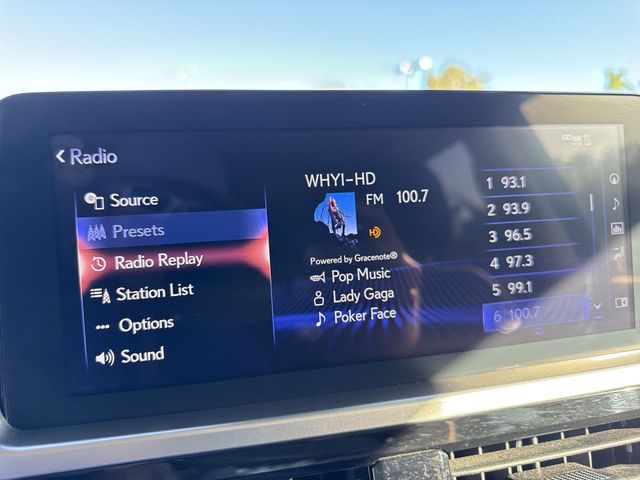 < Radio
Source
Presets
Radio Replay
Station List
Options
Sound
WHYI-HD
FM 100.7
HD
Powered by Gracenote®
Pop Music
Lady Gaga
Poker Face
1 93.1
2 93.9
3 96.5
4 97.3
5 99.1
6 100.7